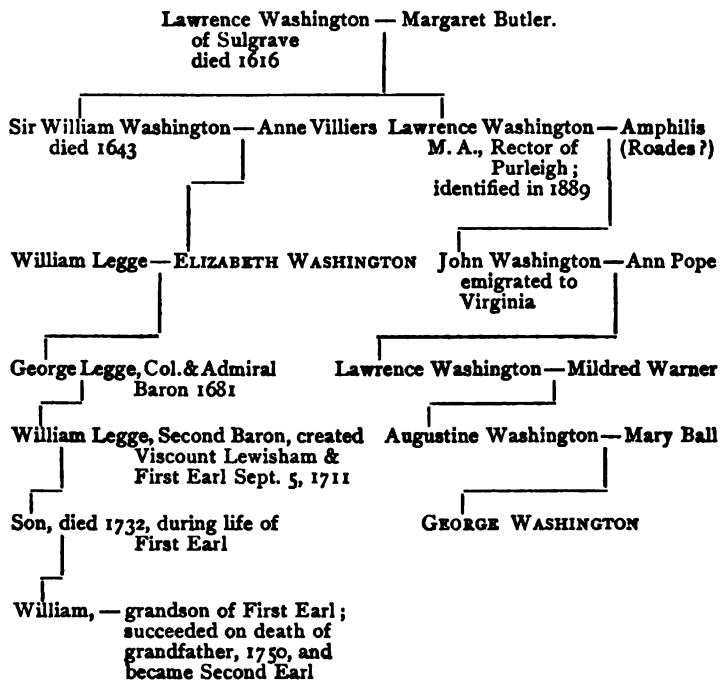 Lawrence Washington — Margaret Butler.
of Sulgrave
died 1616
Sir William Washington — Anne Villiers
died 1643
Lawrence Washington — Amphilis
M. A., Rector of (Roades?)
Purleigh;
identified in 1889
William Legge — ELIZABETH WASHINGTON
John Washington — Ann Pope
emigrated to
Virginia
George Legge, Col. & Admiral
Baron 1681
Lawrence Washington — Mildred Warner
William Legge, Second Baron, created
Viscount Lewisham &
First Earl Sept. 5, 1711
Augustine Washington — Mary Ball
Son, died 1732, during life of
First Earl
GEORGE WASHINGTON
William, — grandson of First Earl;
succeeded on death of
grandfather, 1750, and
became Second Earl